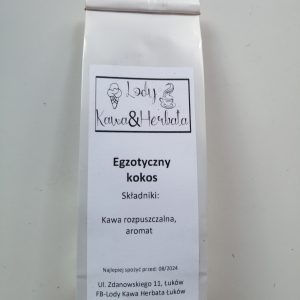 Lody
Kawa&Herbata
Egzotyczny
kokos
Składniki:
Kawa rozpuszczalna,
aromat
Najlepiej spożyć przed: 08/2024
Ul. Zdanowskiego 11, Łuków
FB-Lody Kawa Herbata Łuków